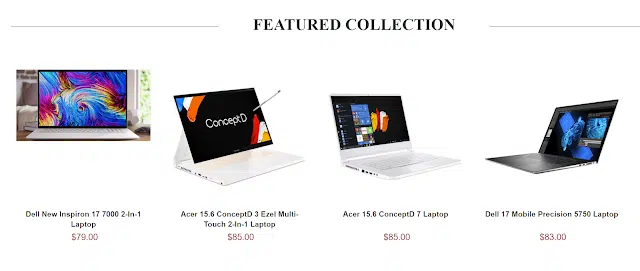 FEATURED COLLECTION
ConceptD
Dell New Inspiron 17 7000 2-In-1
Laptop
$79.00
Acer 15.6 ConceptD 3 Ezel Multi-
Touch 2-In-1 Laptop
$85.00
Acer 15.6 ConceptD 7 Laptop
$85.00
Dell 17 Mobile Precision 5750 Laptop
$83.00